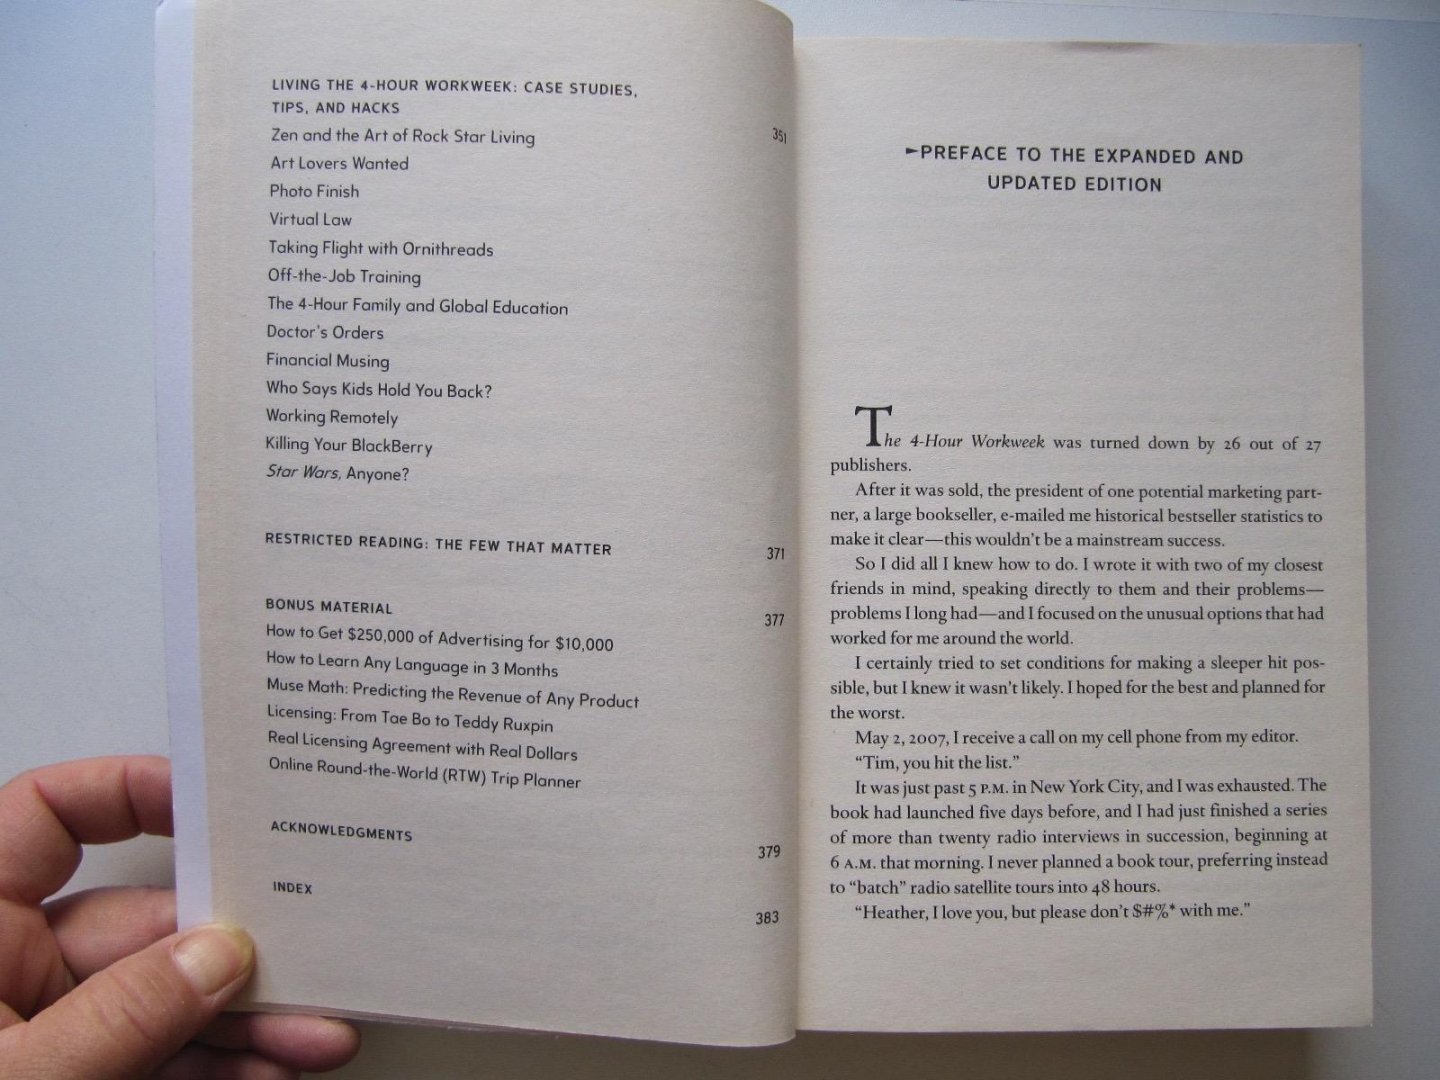 LIVING THE 4-HOUR WORKWEEK: CASE STUDIES,
TIPS, AND HACKS 351
Zen and the Art of Rock Star Living
Art Lovers Wanted
Photo Finish
Virtual Law
Taking Flight with Ornithreads
Off-the-Job Training
The 4-Hour Family and Global Education
Doctor's Orders
Financial Musing
Who Says Kids Hold You Back?
Working Remotely
Killing Your BlackBerry
Star Wars, Anyone?
RESTRICTED READING: THE FEW THAT MATTER 371
BONUS MATERIAL 377
How to Get $250,000 of Advertising for $10,000
How to Learn Any Language in 3 Months
Muse Math: Predicting the Revenue of Any Product
Licensing: From Tae Bo to Teddy Ruxpin
Real Licensing Agreement with Real Dollars
Online Round-the-World (RTW) Trip Planner
ACKNOWLEDGMENTS 379
INDEX 383
►PREFACE TO THE EXPANDED AND
UPDATED EDITION
The 4-Hour Workweek was turned down by 26 out of 27
publishers.
After it was sold, the president of one potential marketing part-
ner, a large bookseller, e-mailed me historical bestseller statistics to
make it clear—this wouldn't be a mainstream success.
So I did all I knew how to do. I wrote it with two of my closest
friends in mind, speaking directly to them and their problems—
problems I long had—and I focused on the unusual options that had
worked for me around the world.
I certainly tried to set conditions for making a sleeper hit pos-
sible, but I knew it wasn't likely. I hoped for the best and planned for
the worst.
May 2, 2007, I receive a call on my cell phone from my editor.
“Tim, you hit the list.”
It was just past 5 P.M. in New York City, and I was exhausted. The
book had launched five days before, and I had just finished a series
of more than twenty radio interviews in succession, beginning at
6 A.M. that morning. I never planned a book tour, preferring instead
to “batch” radio satellite tours into 48 hours.
“Heather, I love you, but please don't $#%* with me.”